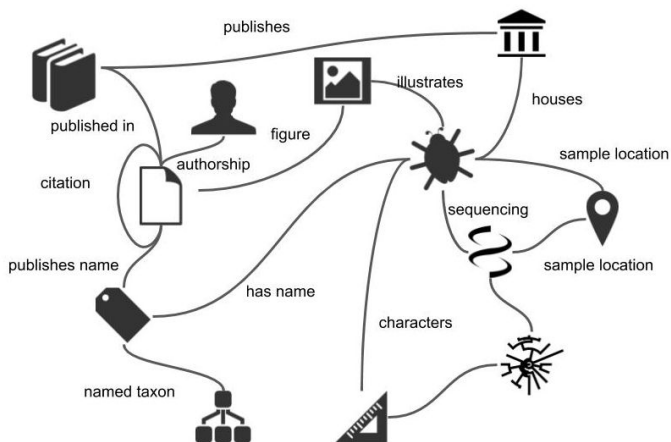 publishes
illustrates
houses
published in
figure
authorship
sample location
citation
sequencing
publishes name
sample location
has name
characters
named taxon